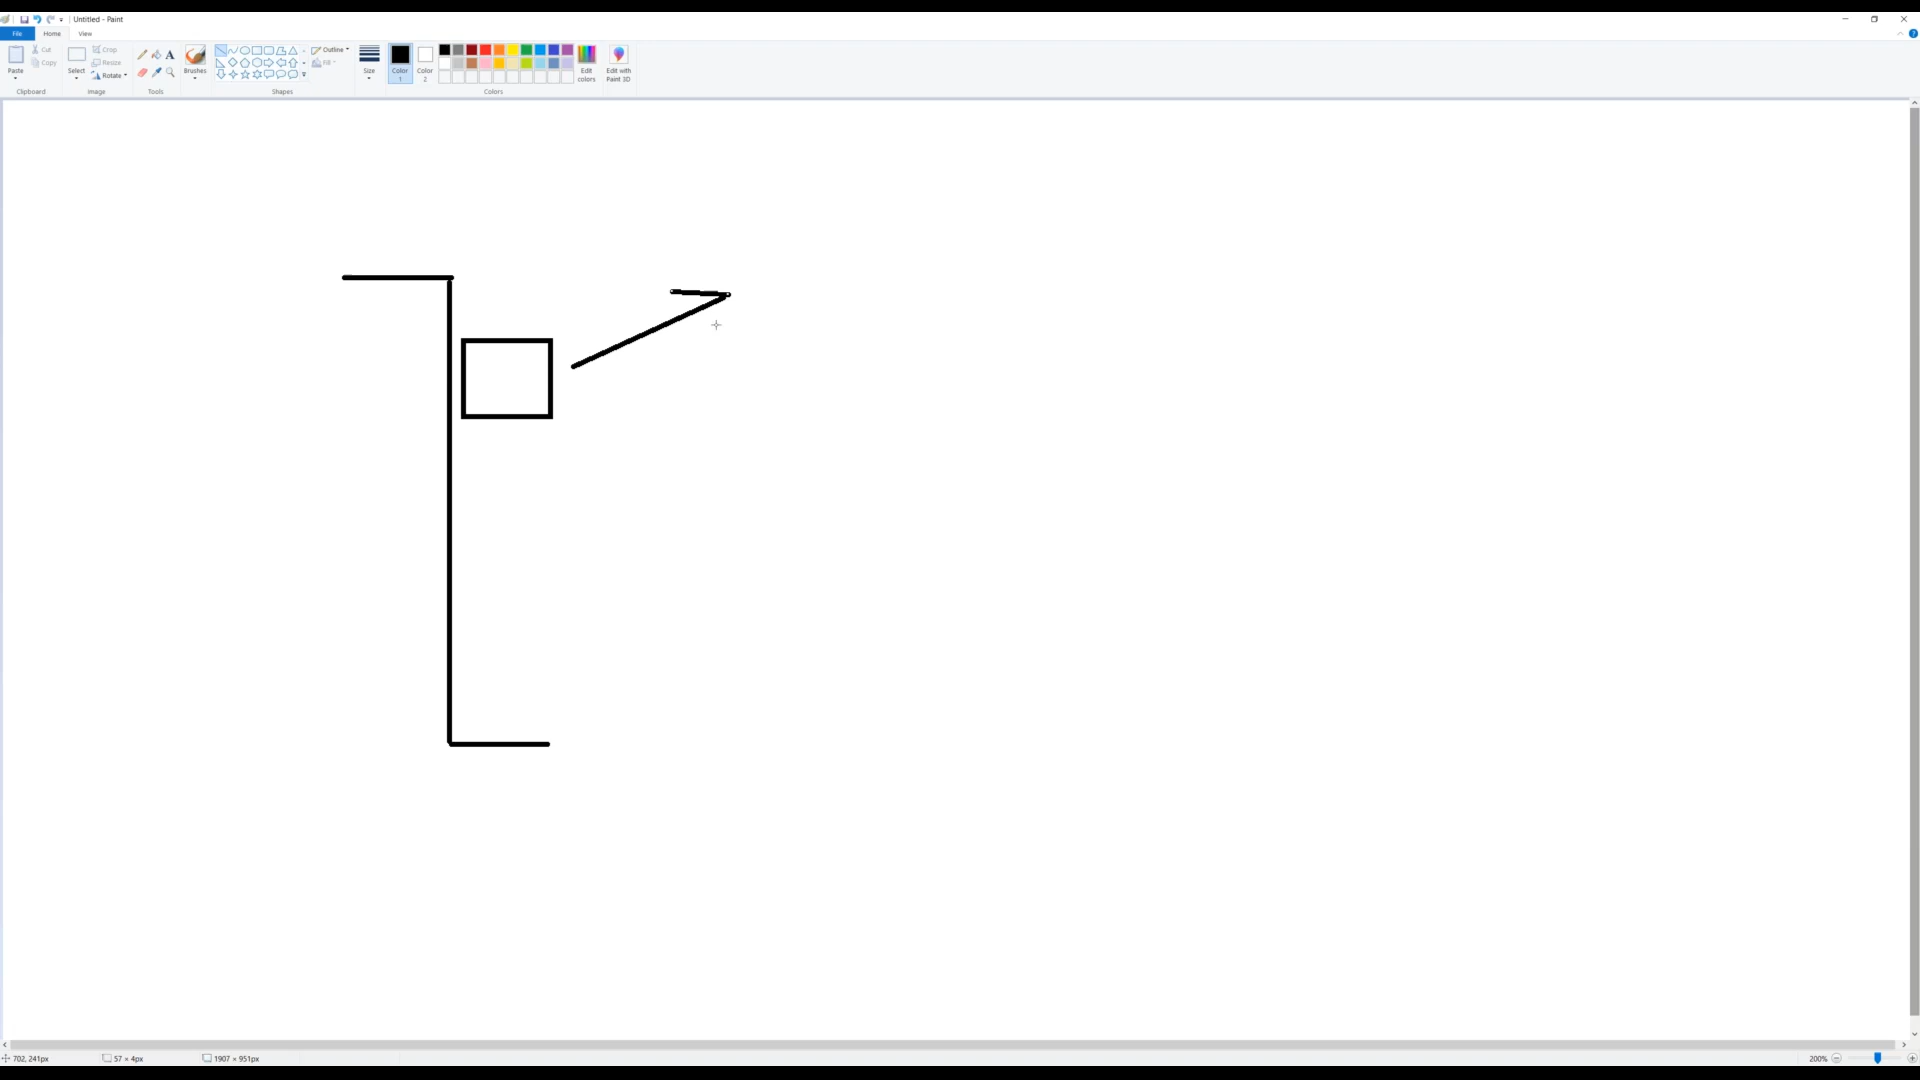 Untitled - Paint
File Home View
Paste Cut Copy Clipboard
Select Crop Resize Rotate Image
A Tools
Brushes
Outline Fill Shapes
Size
Color 1 Color 2 Edit colors Colors
Edit with Paint 3D
702, 241px 57 × 4px 1907 × 951px 200%